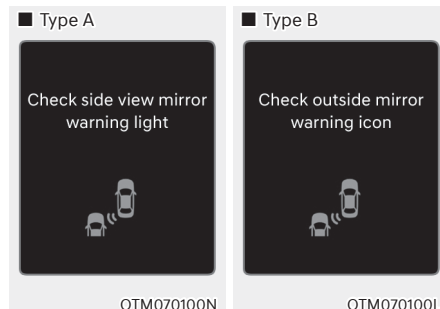 ■ Type A
Check side view mirror
warning light
OTM070100N
■ Type B
Check outside mirror
warning icon
OTM070100L